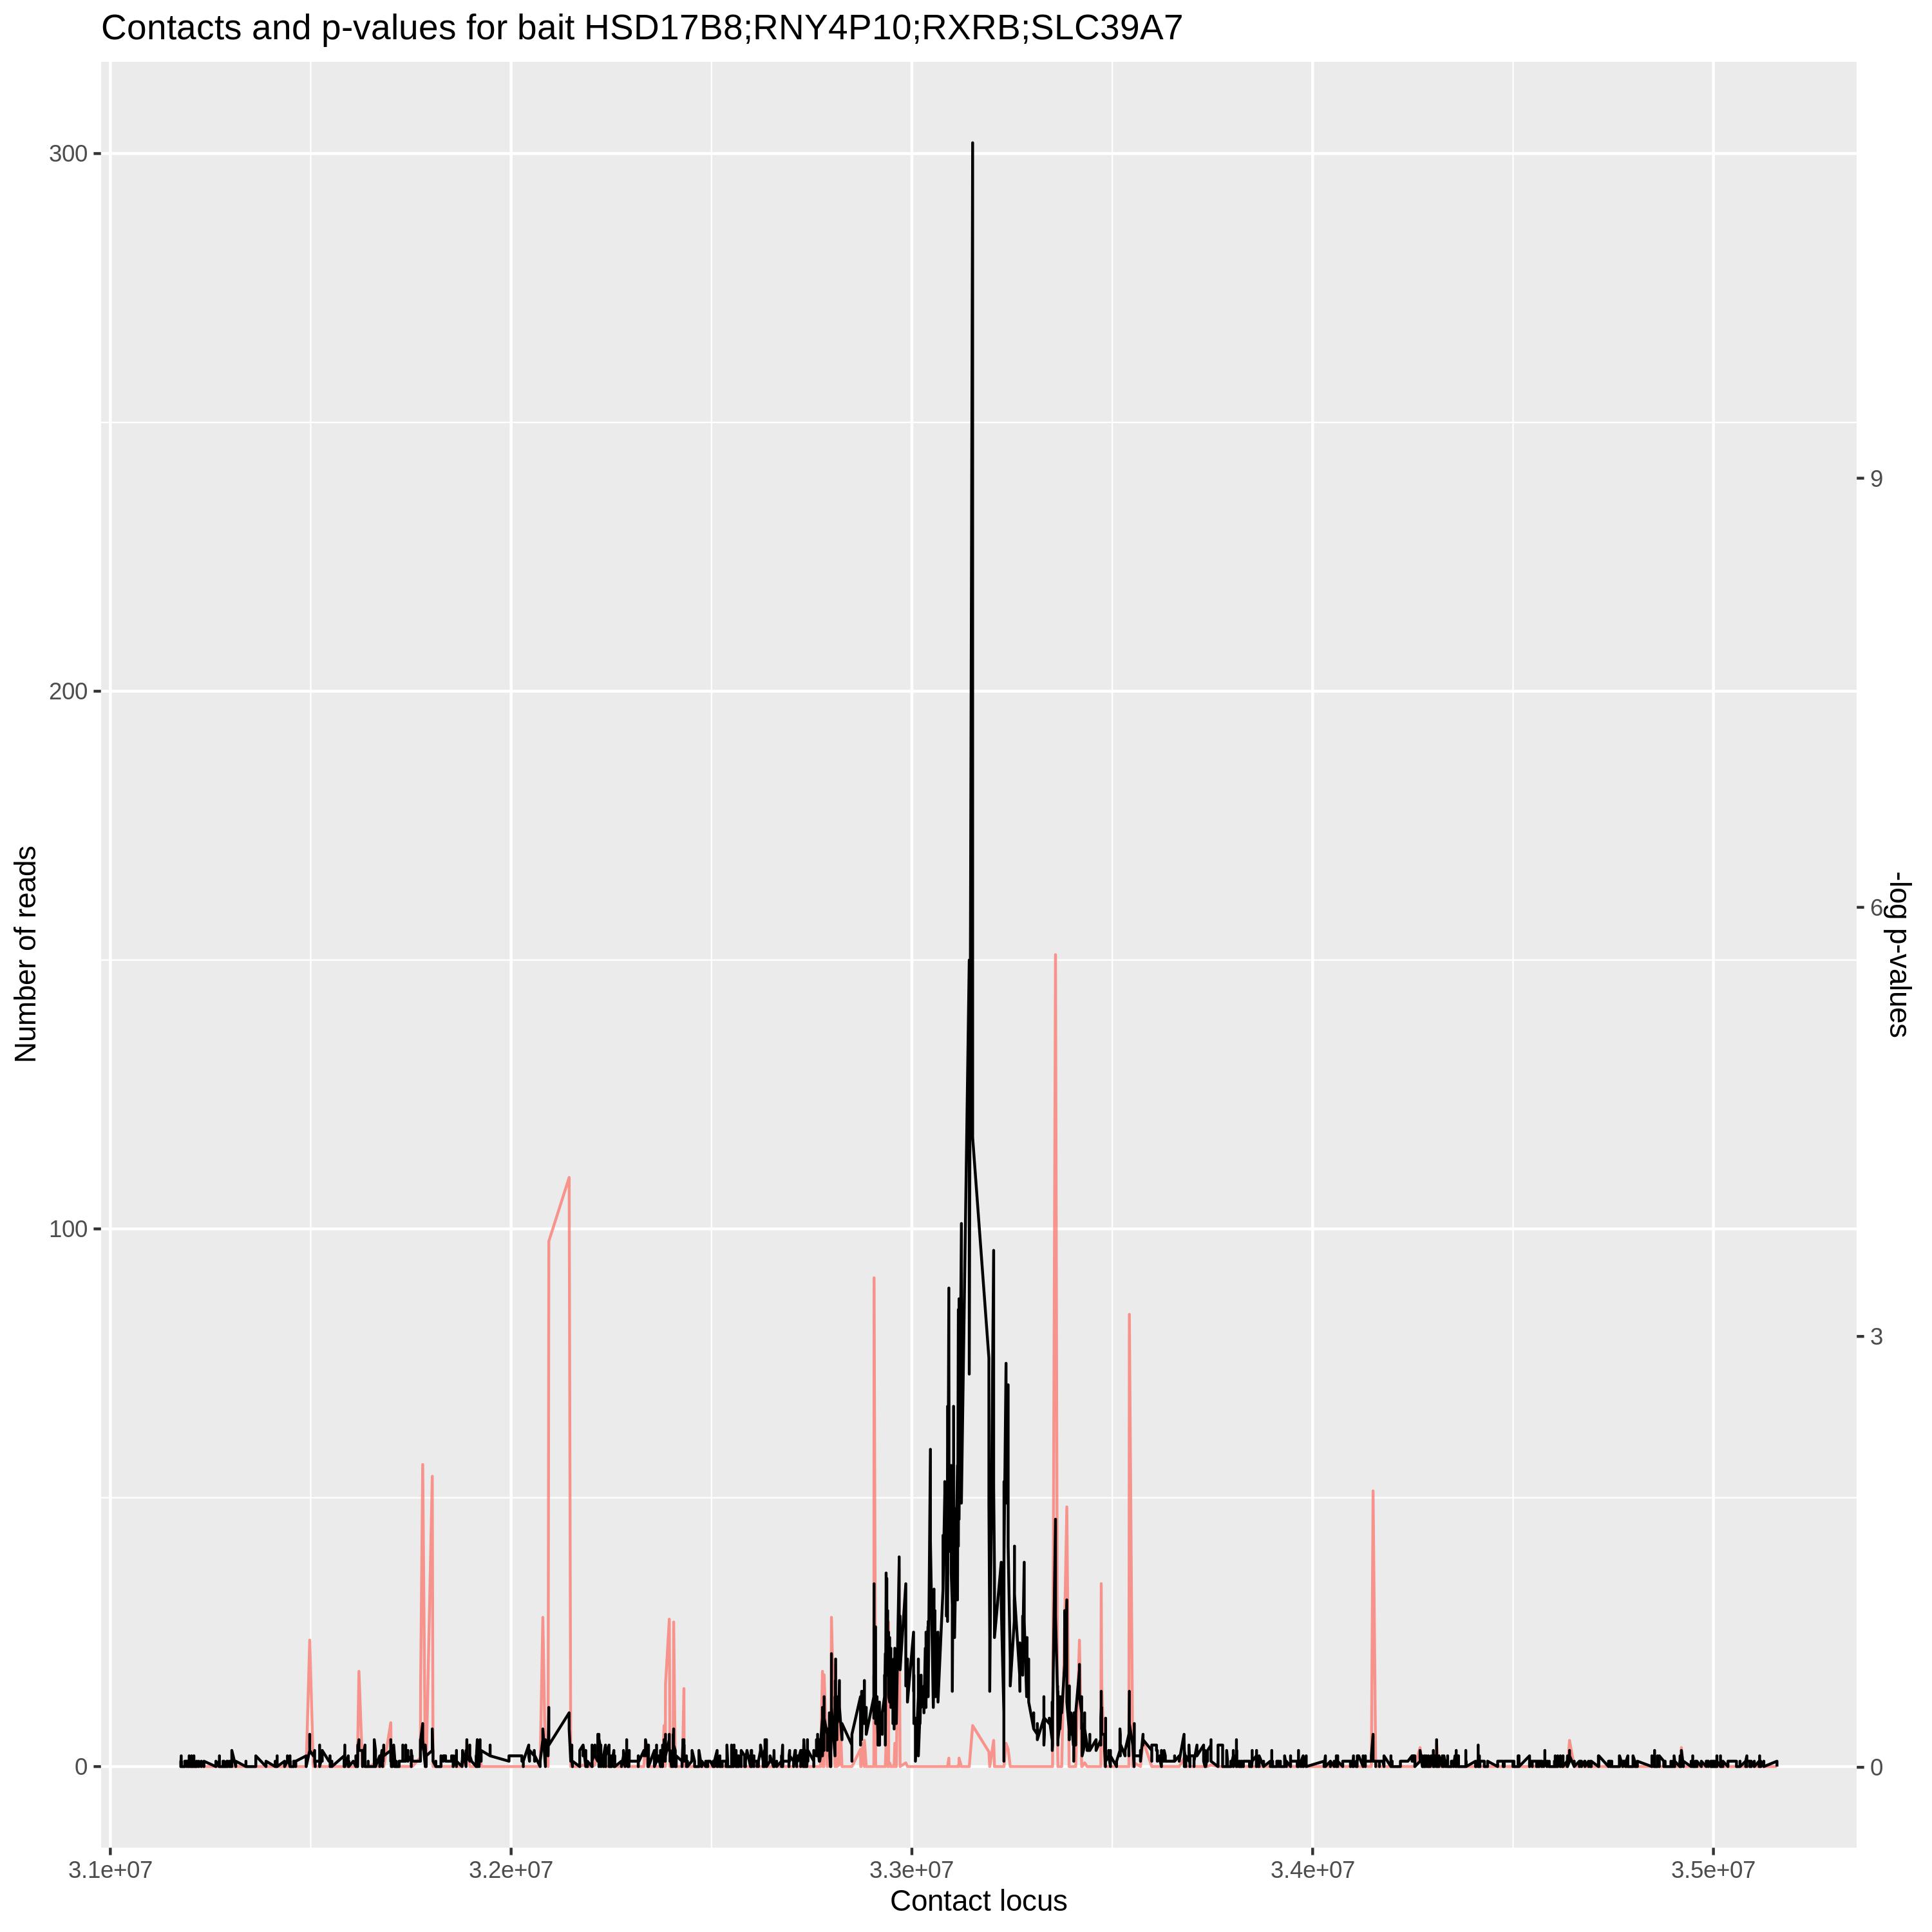 Contacts and p-values for bait HSD17B8;RNY4P10;RXRB;SLC39A7
300
200
100
0
Number of reads
9
6
3
0
-log p-values
3.1e+07 3.2e+07 3.3e+07 3.4e+07 3.5e+07
Contact locus